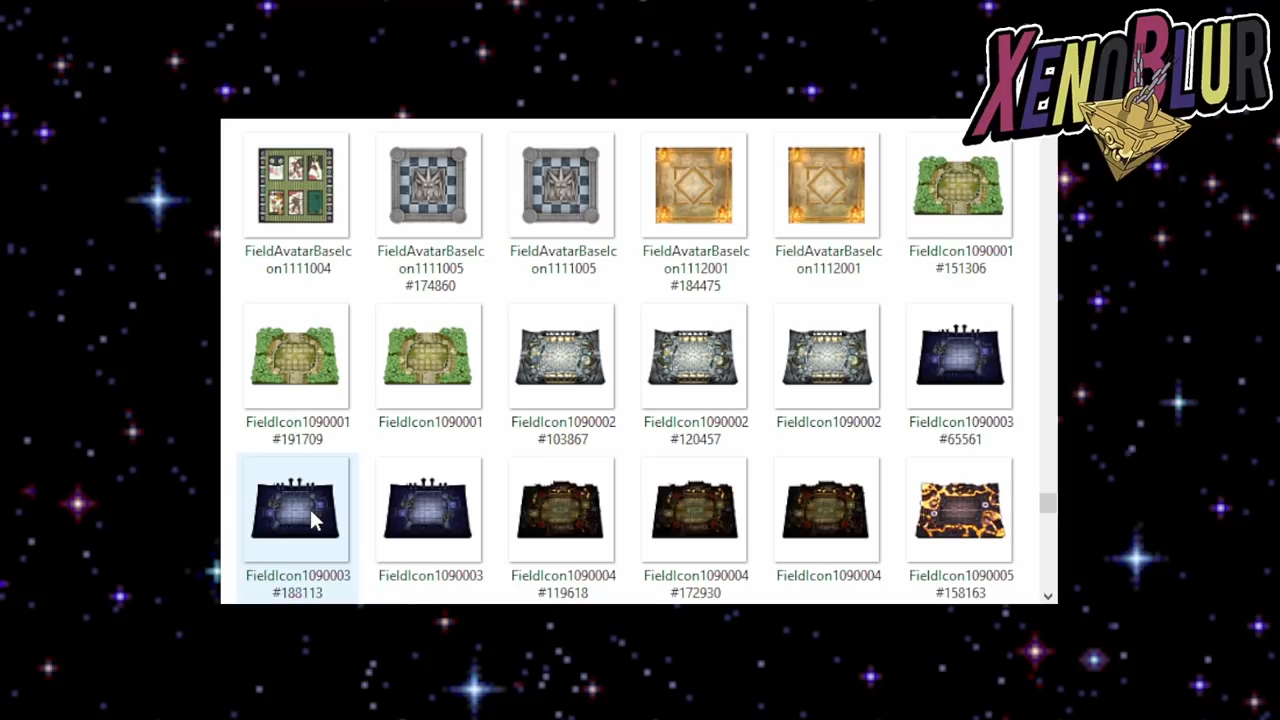 XENOBLUR
FieldAvatarBaseIc
on1111004
FieldAvatarBaseIc
on1111005
#174860
FieldAvatarBaseIc
on1111005
FieldAvatarBaseIc
on1112001
#184475
FieldAvatarBaseIc
on1112001
FieldIcon1090001
#151306
FieldIcon1090001
#191709
FieldIcon1090001
FieldIcon1090002
#103867
FieldIcon1090002
#120457
FieldIcon1090002
FieldIcon1090003
#65561
FieldIcon1090003
#188113
FieldIcon1090003
FieldIcon1090004
#119618
FieldIcon1090004
#172930
FieldIcon1090004
FieldIcon1090005
#158163